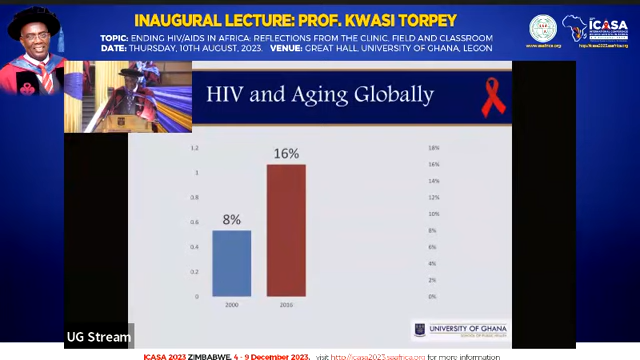 INAUGURAL LECTURE: PROF. KWASI TORPEY
TOPIC: ENDING HIV/AIDS IN AFRICA: REFLECTIONS FROM THE CLINIC, FIELD AND CLASSROOM
DATE: THURSDAY, 10TH AUGUST, 2023. VENUE: GREAT HALL, UNIVERSITY OF GHANA, LEGON
ICASA
HIV and Aging Globally
1.2
1
0.8
0.6
0.4
0.2
0
8%
16%
2000
2016
18%
16%
14%
12%
10%
8%
6%
4%
2%
0%
UNIVERSITY OF GHANA
UG Stream
ICASA 2023 ZIMBABWE, 4 - 9 December 2023. visit http://icasa2023.saafrica.org for more information